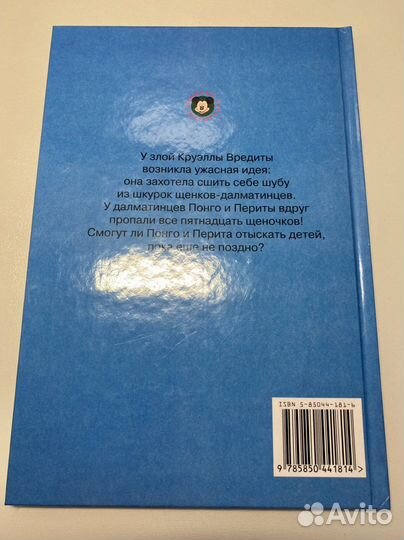 У злой Круэллы Вредиты
возникла ужасная идея:
она захотела сшить себе шубу
из шкурок щенков-далматинцев.
У далматинцев Понго и Периты вдруг
пропали все пятнадцать щеночков!
Смогут ли Понго и Перита отыскать детей,
пока еще не поздно?
ISBN 5-85044-181-6
9 785850 441814 >
Avito